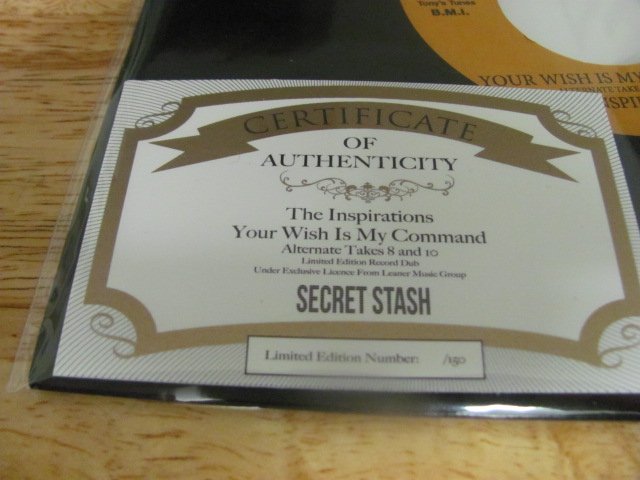 Tony's Tunes
B.M.I.
YOUR WISH IS MY
ALTERNATE TAKE
CERTIFICATE
OF
AUTHENTICITY
The Inspirations
Your Wish Is My Command
Alternate Takes 8 and 10
Limited Edition Record Dub
Under Exclusive Licence From Leaner Music Group
SECRET STASH
Limited Edition Number: /150